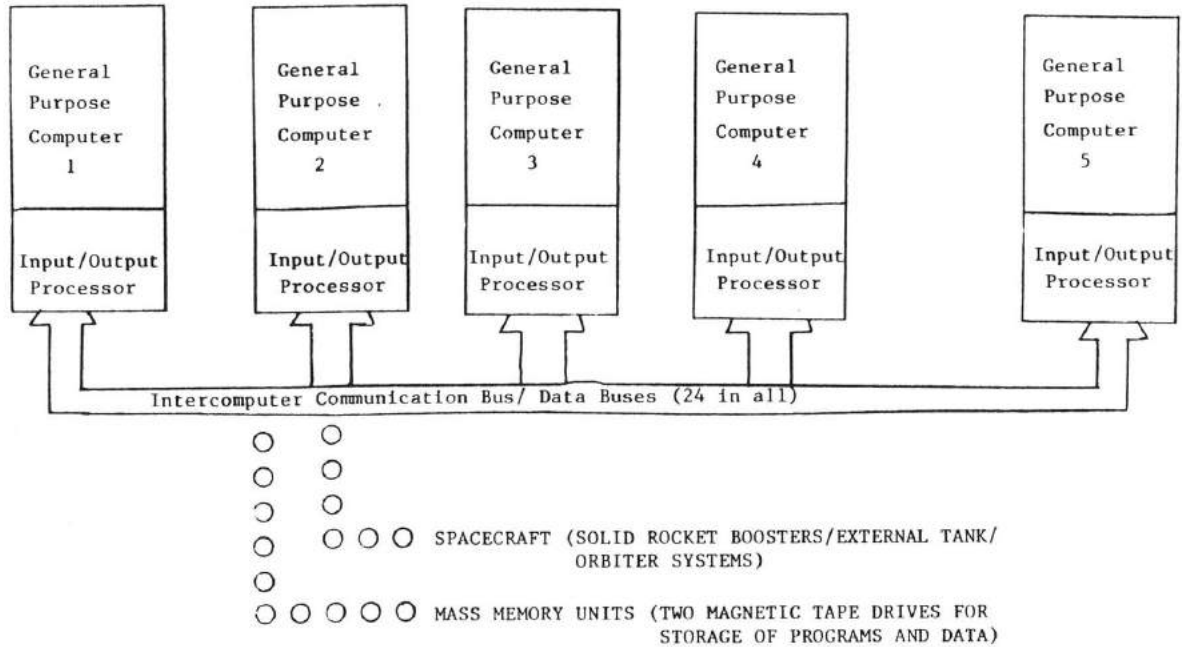 General
Purpose
Computer
1
Input/Output
Processor
General
Purpose
Computer
2
Input/Output
Processor
General
Purpose
Computer
3
Input/Output
Processor
General
Purpose
Computer
4
Input/Output
Processor
General
Purpose
Computer
5
Input/Output
Processor
Intercomputer Communication Bus/ Data Buses (24 in all)
SPACECRAFT (SOLID ROCKET BOOSTERS/EXTERNAL TANK/
ORBITER SYSTEMS)
MASS MEMORY UNITS (TWO MAGNETIC TAPE DRIVES FOR
STORAGE OF PROGRAMS AND DATA)